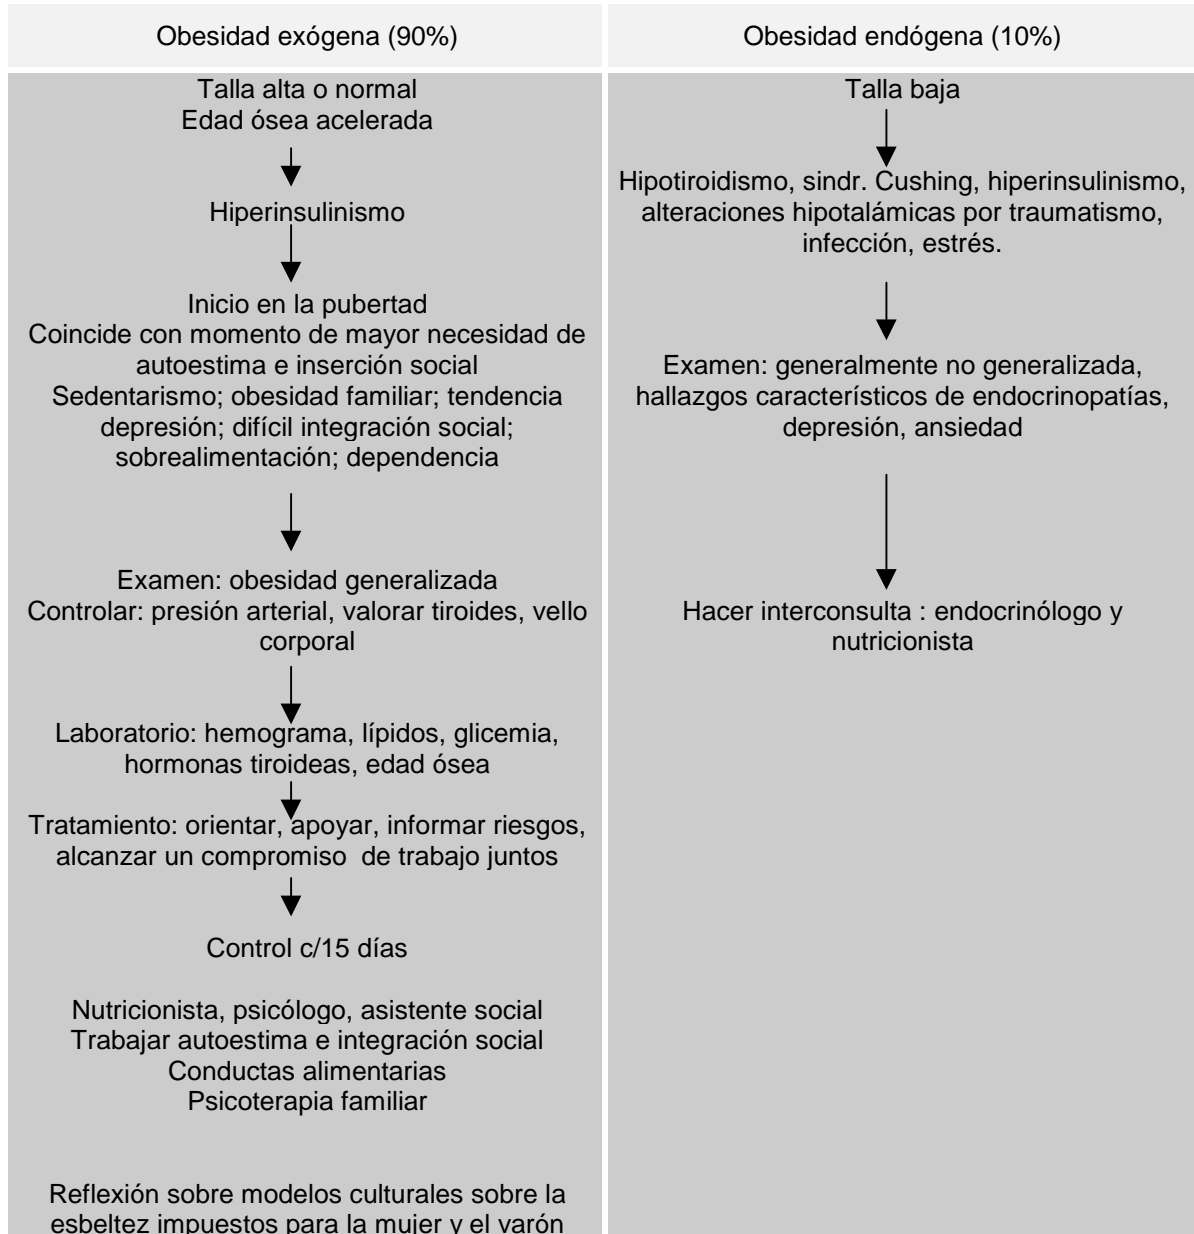 Obesidad exógena (90%)
Talla alta o normal
Edad ósea acelerada
Hiperinsulinismo
Inicio en la pubertad
Coincide con momento de mayor necesidad de
autoestima e inserción social
Sedentarismo; obesidad familiar; tendencia
depresión; difícil integración social;
sobrealimentación; dependencia
Examen: obesidad generalizada
Controlar: presión arterial, valorar tiroides, vello
corporal
Laboratorio: hemograma, lípidos, glicemia,
hormonas tiroideas, edad ósea
Tratamiento: orientar, apoyar, informar riesgos,
alcanzar un compromiso de trabajo juntos
Control c/15 días
Nutricionista, psicólogo, asistente social
Trabajar autoestima e integración social
Conductas alimentarias
Psicoterapia familiar
Reflexión sobre modelos culturales sobre la
esbeltez impuestos para la mujer y el varón
Obesidad endógena (10%)
Talla baja
Hipotiroidismo, sindr. Cushing, hiperinsulinismo,
alteraciones hipotalámicas por traumatismo,
infección, estrés.
Examen: generalmente no generalizada,
hallazgos característicos de endocrinopatías,
depresión, ansiedad
Hacer interconsulta : endocrinólogo y
nutricionista